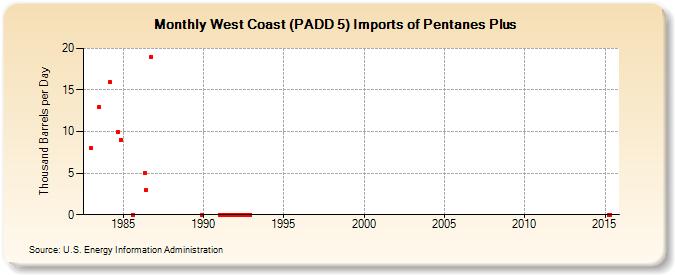 Monthly West Coast (PADD 5) Imports of Pentanes Plus
Thousand Barrels per Day
20
15
10
5
0
1985 1990 1995 2000 2005 2010 2015
Source: U.S. Energy Information Administration